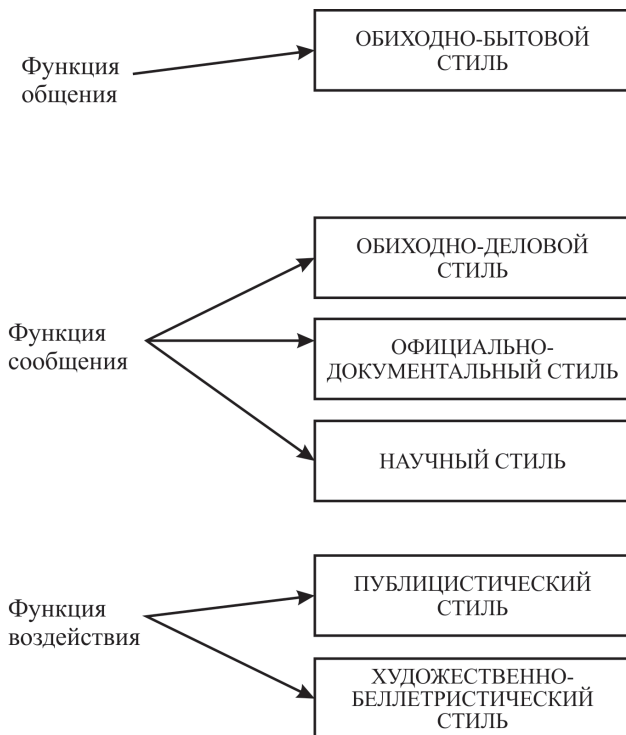 ОБИХОДНО-БЫТОВОЙ
СТИЛЬ
Функция
общения
ОБИХОДНО-ДЕЛОВОЙ
СТИЛЬ
Функция
сообщения
ОФИЦИАЛЬНО-
ДОКУМЕНТАЛЬНЫЙ СТИЛЬ
НАУЧНЫЙ СТИЛЬ
ПУБЛИЦИСТИЧЕСКИЙ
СТИЛЬ
Функция
воздействия
ХУДОЖЕСТВЕННО-
БЕЛЛЕТРИСТИЧЕСКИЙ
СТИЛЬ